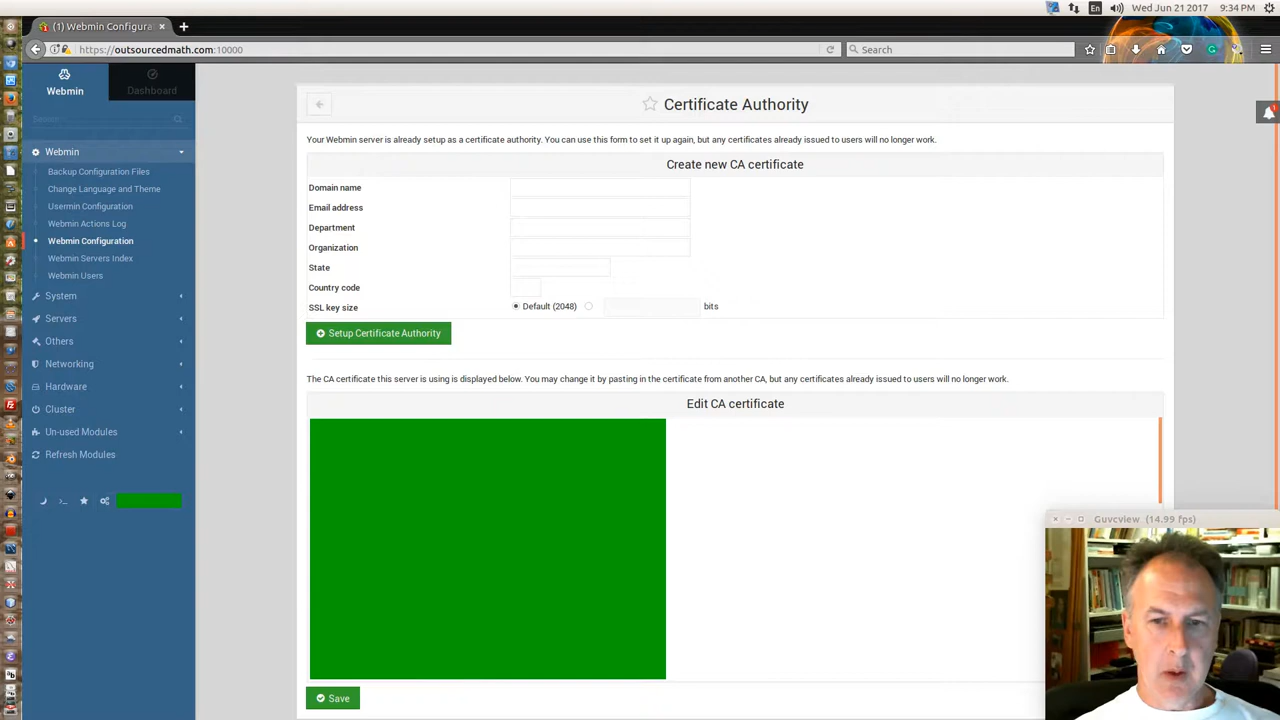 En
Wed Jun 21 2017
9:34 PM
(1) Webmin Configura
https://outsourcedmath.com:10000
Search
Webmin
Dashboard
Search
Certificate Authority
Your Webmin server is already setup as a certificate authority. You can use this form to set it up again, but any certificates already issued to users will no longer work.
Webmin
Create new CA certificate
Backup Configuration Files
Domain name
Change Language and Theme
Email address
Usermin Configuration
Department
Webmin Actions Log
Organization
Webmin Configuration
State
Webmin Servers Index
Country code
Webmin Users
SSL key size
Default (2048)
bits
System
Servers
Setup Certificate Authority
Others
Networking
The CA certificate this server is using is displayed below. You may change it by pasting in the certificate from another CA, but any certificates already issued to users will no longer work.
Hardware
Edit CA certificate
Cluster
Un-used Modules
Refresh Modules
Guvcview (14.99 fps)
Save